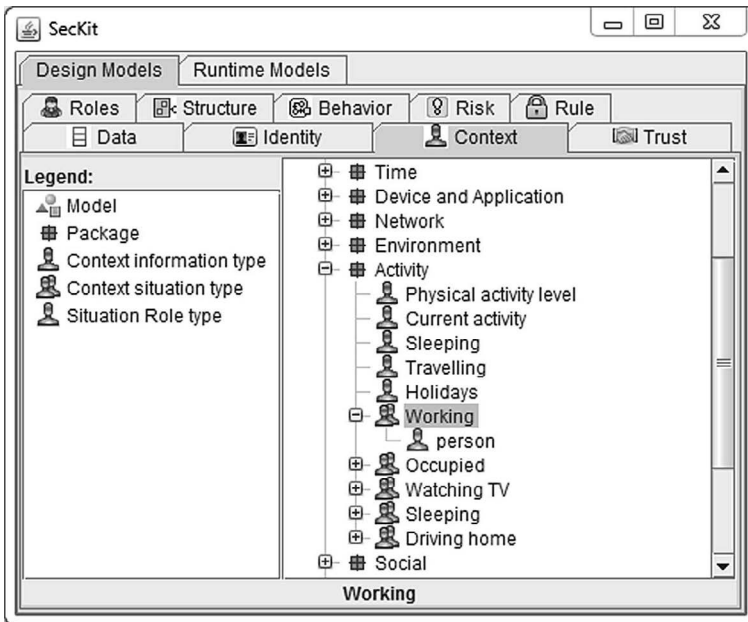 SecKit
Design Models Runtime Models
Roles Structure Behavior Risk Rule
Data Identity Context Trust
Legend:
Model
Package
Context information type
Context situation type
Situation Role type
Time
Device and Application
Network
Environment
Activity
Physical activity level
Current activity
Sleeping
Travelling
Holidays
Working
person
Occupied
Watching TV
Sleeping
Driving home
Social
Working